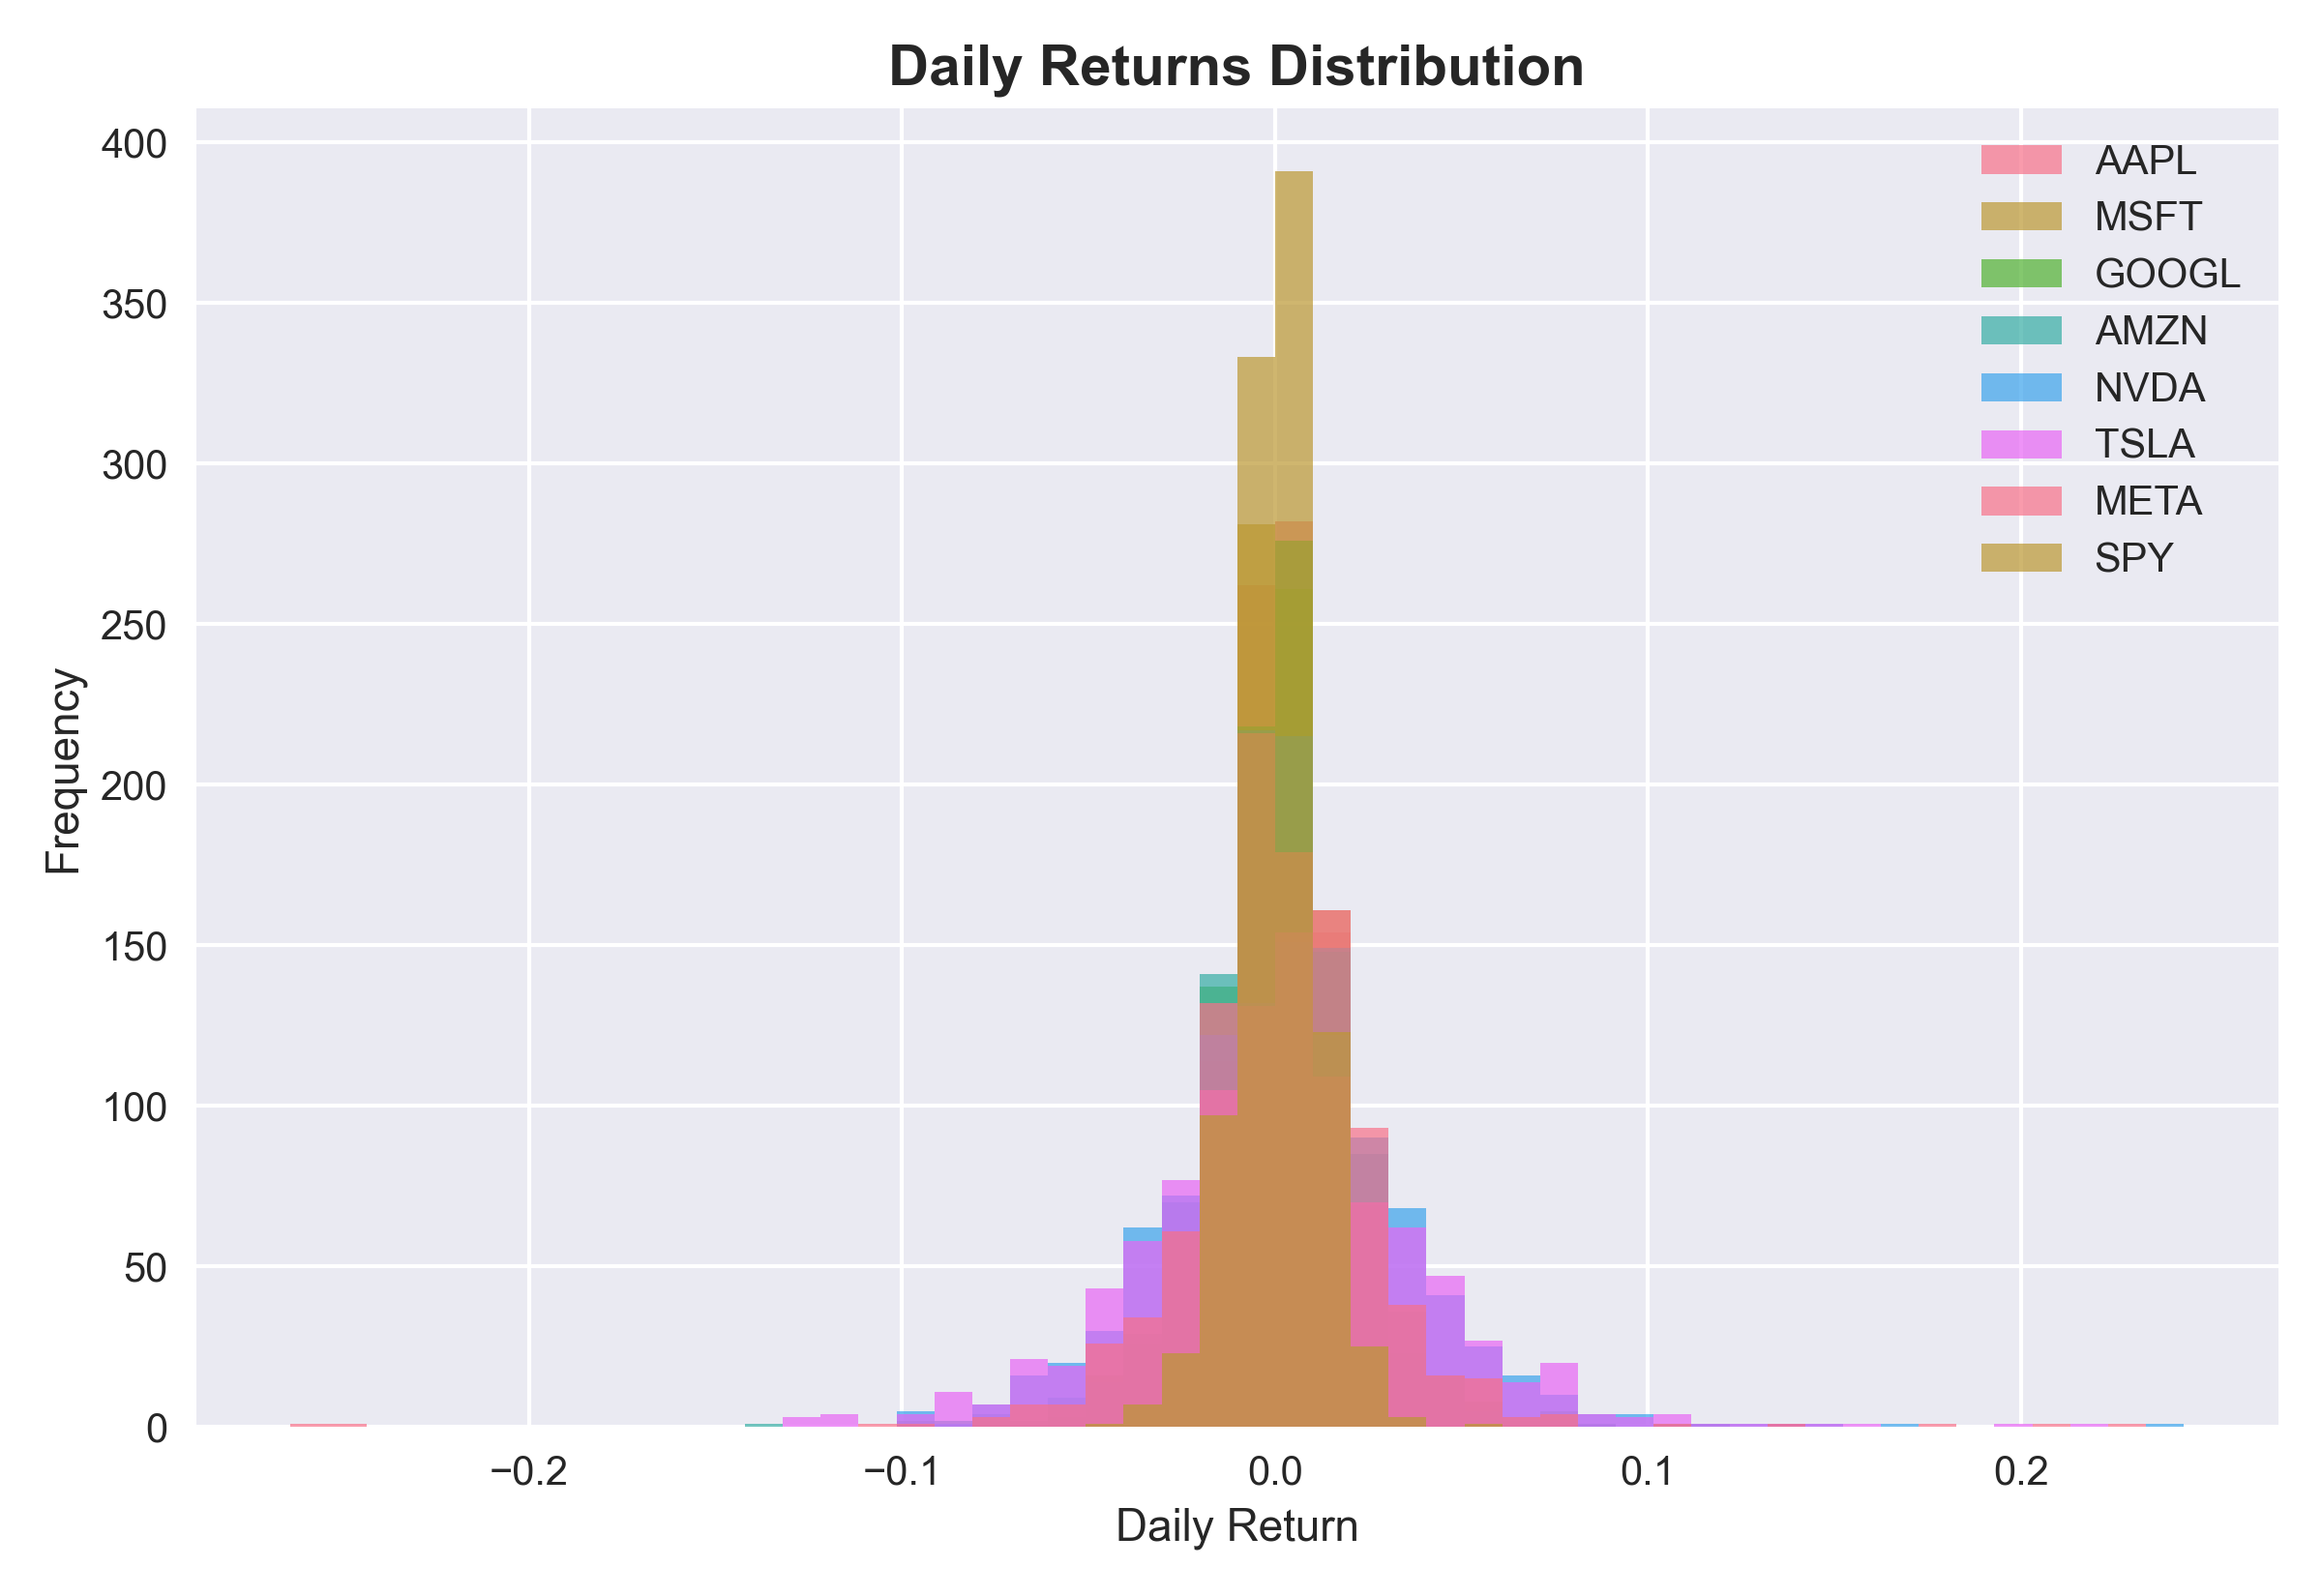 Daily Returns Distribution
400
350
300
250
200
150
100
50
0
Frequency
AAPL
MSFT
GOOGL
AMZN
NVDA
TSLA
META
SPY
−0.2
−0.1
0.0
0.1
0.2
Daily Return